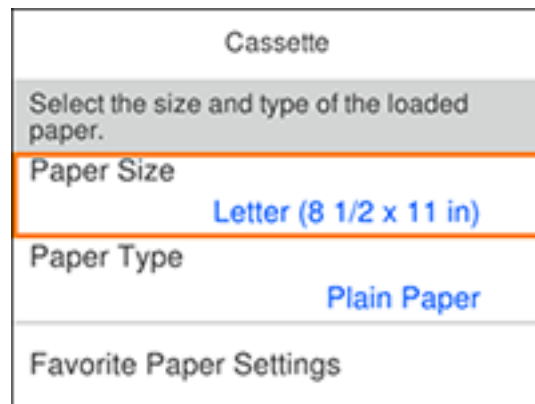 Cassette
Select the size and type of the loaded
paper.
Paper Size
Letter (8 1/2 x 11 in)
Paper Type
Plain Paper
Favorite Paper Settings